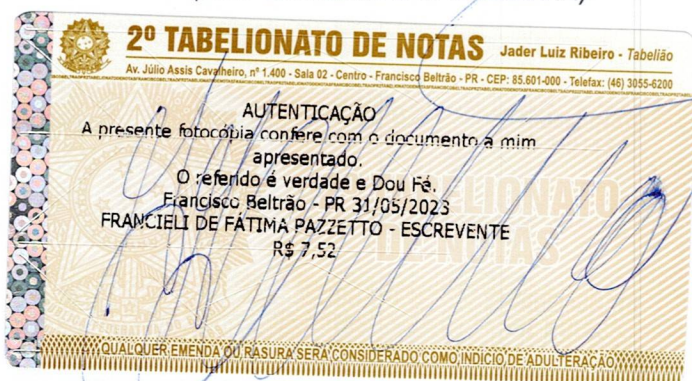 2º TABELIONATO DE NOTAS Jader Luiz Ribeiro - Tabelião
Av. Júlio Assis Cavalheiro, nº 1.400 - Sala 02 - Centro - Francisco Beltrão - PR - CEP: 85.601-000 - Telefax: (46) 3055-6200
AUTENTICAÇÃO
A presente fotocópia confere com o documento a mim
apresentado.
O referido é verdade e Dou Fé.
Francisco Beltrão - PR 31/05/2023
FRANCIELI DE FÁTIMA PAZZETTO - ESCREVENTE
R$ 7,52
TABELIONATO
DE NOTAS
QUALQUER EMENDA OU RASURA SERÁ CONSIDERADO COMO INDÍCIO DE ADULTERAÇÃO